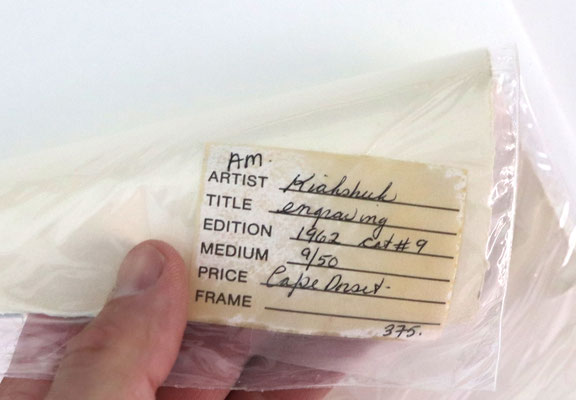 AM.
ARTIST Kiakshuk
TITLE engraving
EDITION 1962 cat # 9
MEDIUM 9/50
PRICE Cape Dorset.
FRAME
375.